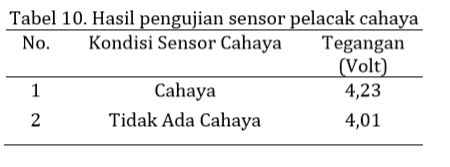 Tabel 10. Hasil pengujian sensor pelacak cahaya
No. Kondisi Sensor Cahaya Tegangan
(Volt)
1 Cahaya 4,23
2 Tidak Ada Cahaya 4,01